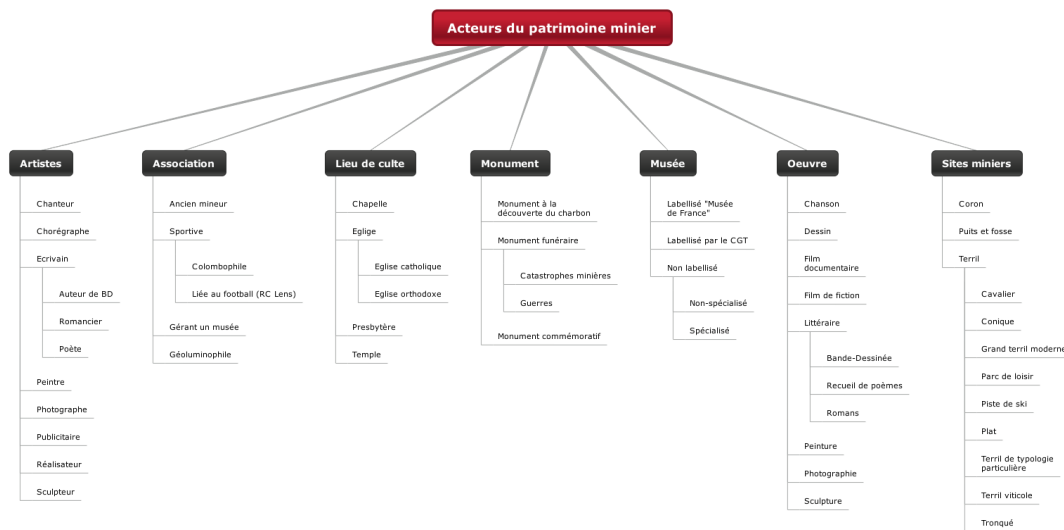 Acteurs du patrimoine minier
Artistes
Chanteur
Chorégraphe
Ecrivain
Auteur de BD
Romancier
Poète
Peintre
Photographe
Publicitaire
Réalisateur
Sculpteur
Association
Ancien mineur
Sportive
Colombophile
Liée au football (RC Lens)
Gérant un musée
Géoluminophile
Lieu de culte
Chapelle
Eglige
Eglise catholique
Eglise orthodoxe
Presbytère
Temple
Monument
Monument à la
découverte du charbon
Monument funéraire
Catastrophes minières
Guerres
Monument commémoratif
Musée
Labellisé "Musée
de France"
Labellisé par le CGT
Non labellisé
Non-spécialisé
Spécialisé
Oeuvre
Chanson
Dessin
Film
documentaire
Film de fiction
Littéraire
Bande-Dessinée
Recueil de poèmes
Romans
Peinture
Photographie
Sculpture
Sites miniers
Coron
Puits et fosse
Terril
Cavalier
Conique
Grand terril moderne
Parc de loisir
Piste de ski
Plat
Terril de typologie
particulière
Terril viticole
Tronqué